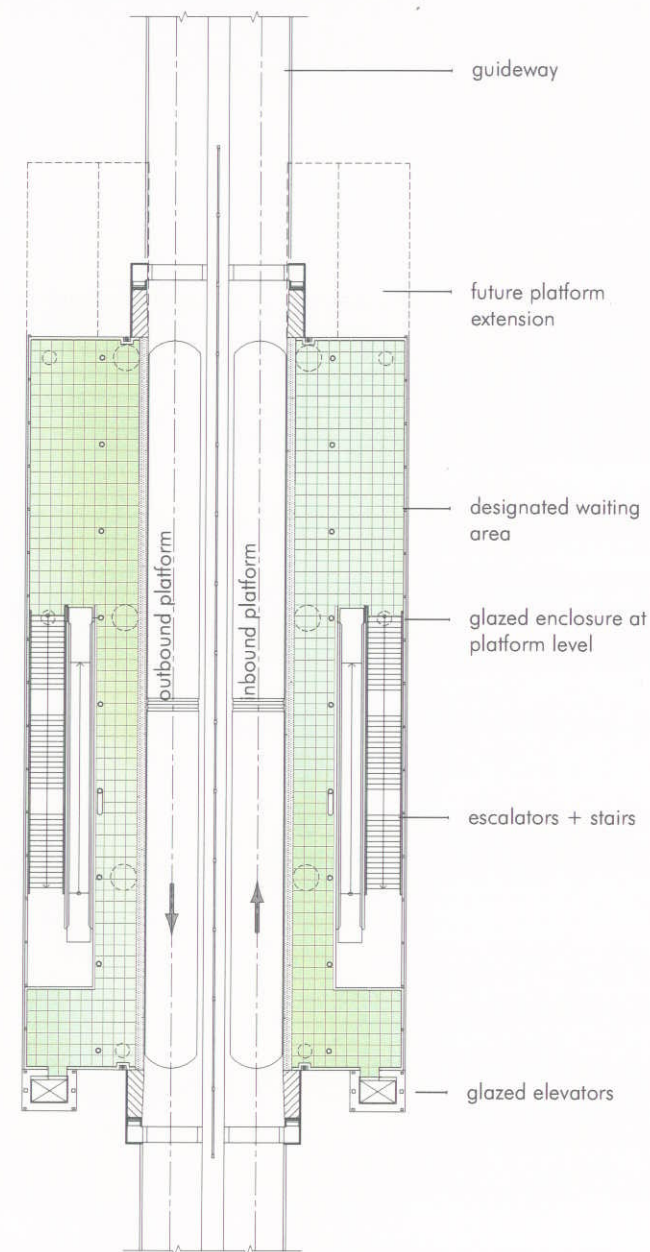 guideway
future platform
extension
designated waiting
area
outbound platform
inbound platform
glazed enclosure at
platform level
escalators + stairs
glazed elevators